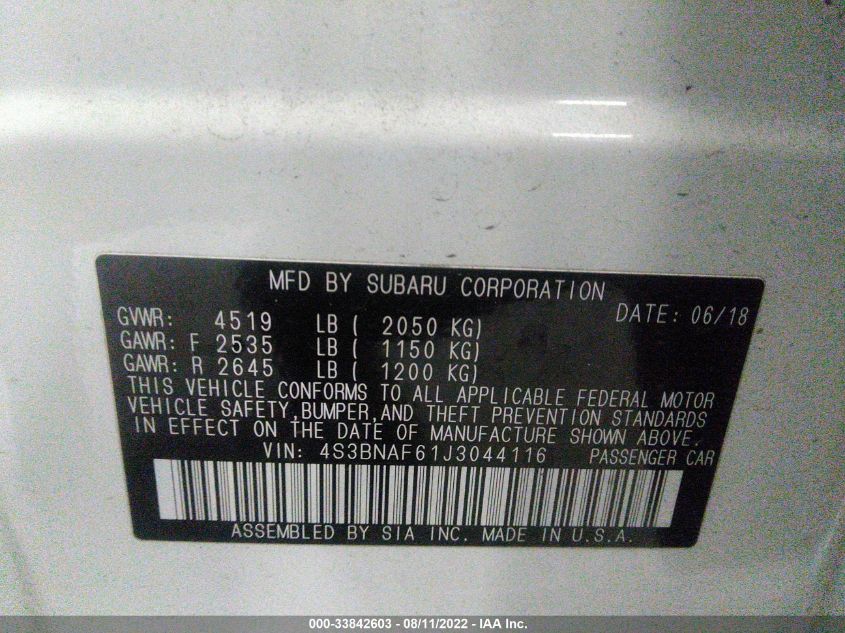 MFD BY SUBARU CORPORATION
DATE: 06/18
GVWR: 4519 LB ( 2050 KG)
GAWR: F 2535 LB ( 1150 KG)
GAWR: R 2645 LB ( 1200 KG)
THIS VEHICLE CONFORMS TO ALL APPLICABLE FEDERAL MOTOR
VEHICLE SAFETY,BUMPER,AND THEFT PREVENTION STANDARDS
IN EFFECT ON THE DATE OF MANUFACTURE SHOWN ABOVE.
VIN: 4S3BNAF61J3044116 PASSENGER CAR
ASSEMBLED BY SIA INC. MADE IN U.S.A.
000-33842603 - 08/11/2022 - IAA Inc.